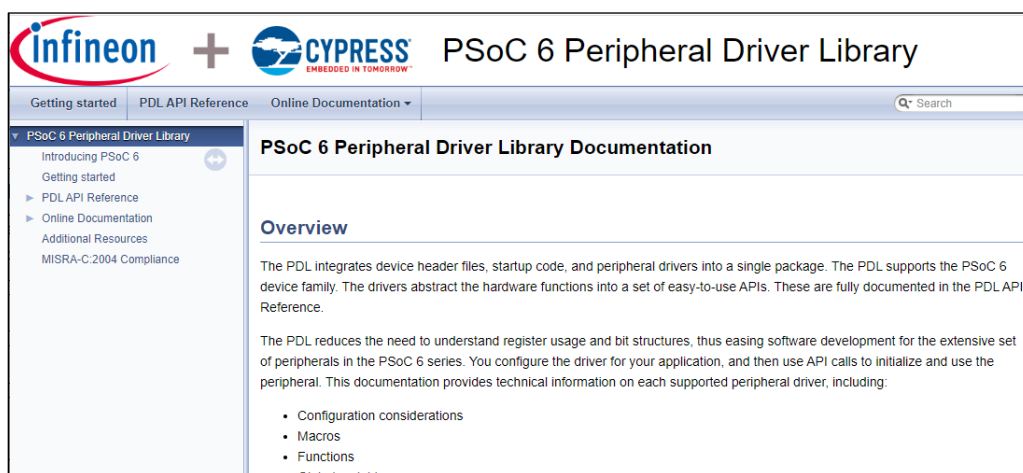 infineon + CYPRESS PSoC 6 Peripheral Driver Library
EMBEDDED IN TOMORROW™
Getting started PDL API Reference Online Documentation Search
PSoC 6 Peripheral Driver Library
Introducing PSoC 6
Getting started
PDL API Reference
Online Documentation
Additional Resources
MISRA-C:2004 Compliance
PSoC 6 Peripheral Driver Library Documentation
Overview
The PDL integrates device header files, startup code, and peripheral drivers into a single package. The PDL supports the PSoC 6
device family. The drivers abstract the hardware functions into a set of easy-to-use APIs. These are fully documented in the PDL API
Reference.
The PDL reduces the need to understand register usage and bit structures, thus easing software development for the extensive set
of peripherals in the PSoC 6 series. You configure the driver for your application, and then use API calls to initialize and use the
peripheral. This documentation provides technical information on each supported peripheral driver, including:
• Configuration considerations
• Macros
• Functions